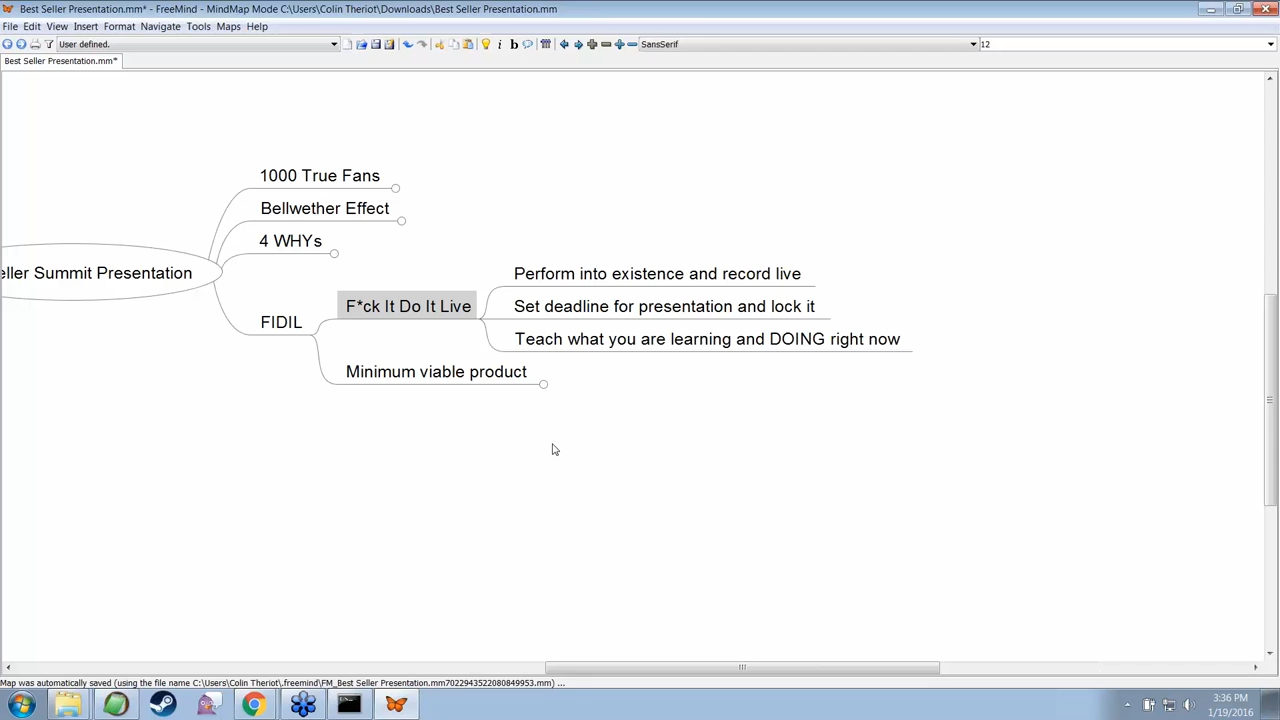 Best Seller Presentation.mm* - FreeMind - MindMap Mode C:\Users\Colin Theriot\Downloads\Best Seller Presentation.mm
File Edit View Insert Format Navigate Tools Maps Help
User defined.
SansSerif
12
Best Seller Presentation.mm*
1000 True Fans
Bellwether Effect
4 WHYs
eller Summit Presentation
FIDIL
F*ck It Do It Live
Perform into existence and record live
Set deadline for presentation and lock it
Teach what you are learning and DOING right now
Minimum viable product
Map was automatically saved (using the file name C:\Users\Colin Theriot\.freemind\FM_Best Seller Presentation.mm7022943522080849953.mm) ...
3:36 PM
1/19/2016